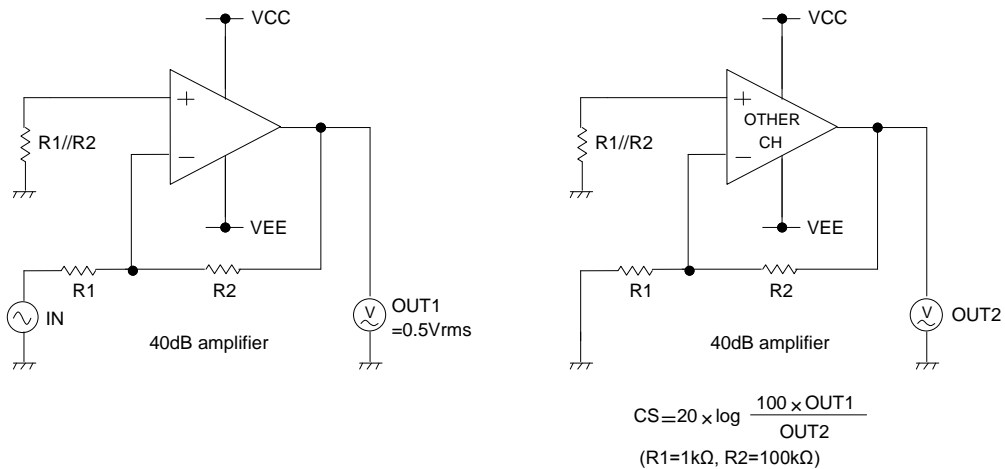 VCC
+
R1//R2
−
VEE
R1
R2
IN
OUT1
=0.5Vrms
40dB amplifier
VCC
+
OTHER
CH
R1//R2
−
VEE
R1
R2
V
OUT2
V
40dB amplifier
CS=20×log 100×OUT1
OUT2
(R1=1kΩ, R2=100kΩ)